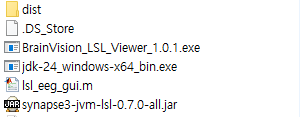 dist
.DS_Store
BrainVision_LSL_Viewer_1.0.1.exe
jdk-24_windows-x64_bin.exe
lsl_eeg_gui.m
synapse3-jvm-lsl-0.7.0-all.jar